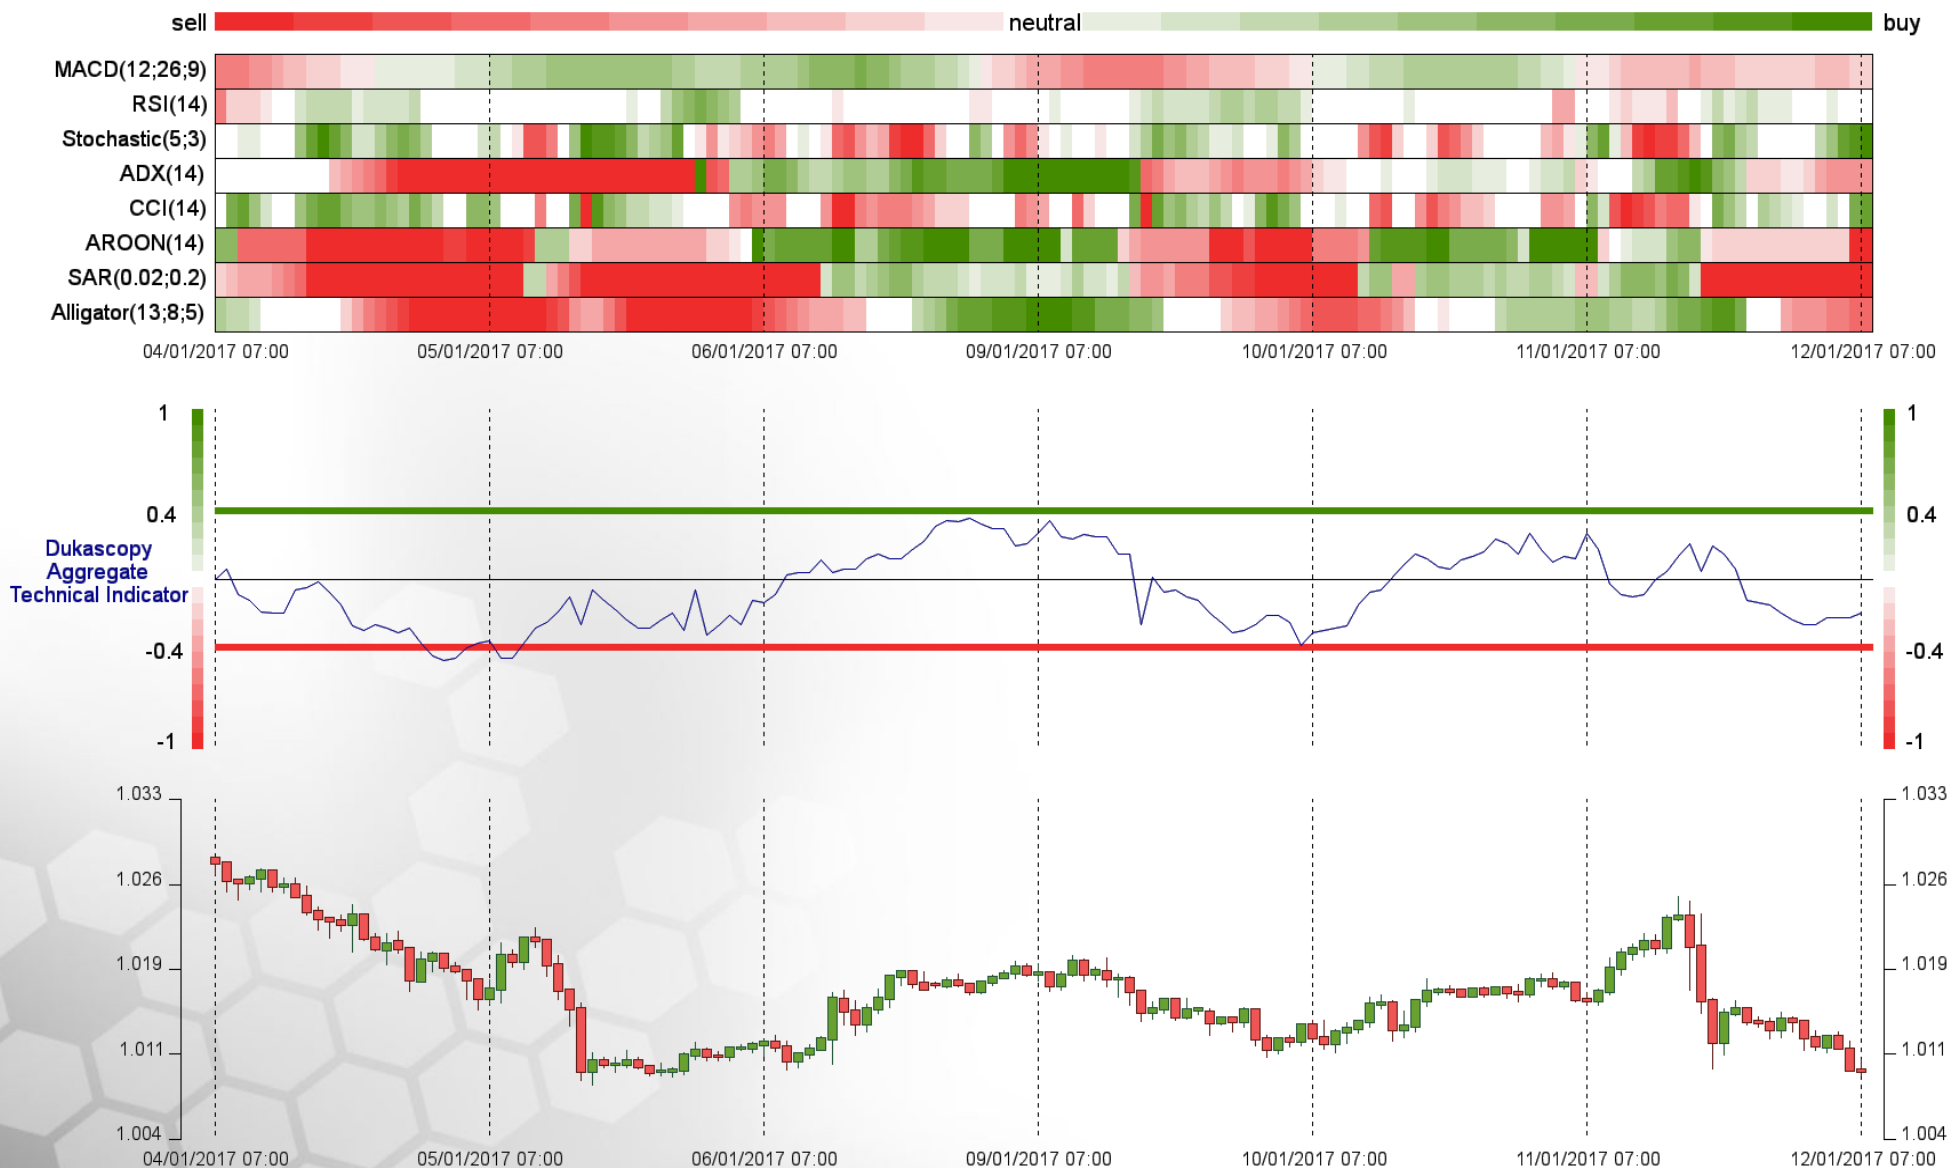 sell neutral buy
MACD(12;26;9)
RSI(14)
Stochastic(5;3)
ADX(14)
CCI(14)
AROON(14)
SAR(0.02;0.2)
Alligator(13;8;5)
04/01/2017 07:00 05/01/2017 07:00 06/01/2017 07:00 09/01/2017 07:00 10/01/2017 07:00 11/01/2017 07:00 12/01/2017 07:00
1 1
0.4 0.4
Dukascopy
Aggregate
Technical Indicator
-0.4 -0.4
-1 -1
1.033 1.033
1.026 1.026
1.019 1.019
1.011 1.011
1.004 1.004
04/01/2017 07:00 05/01/2017 07:00 06/01/2017 07:00 09/01/2017 07:00 10/01/2017 07:00 11/01/2017 07:00 12/01/2017 07:00